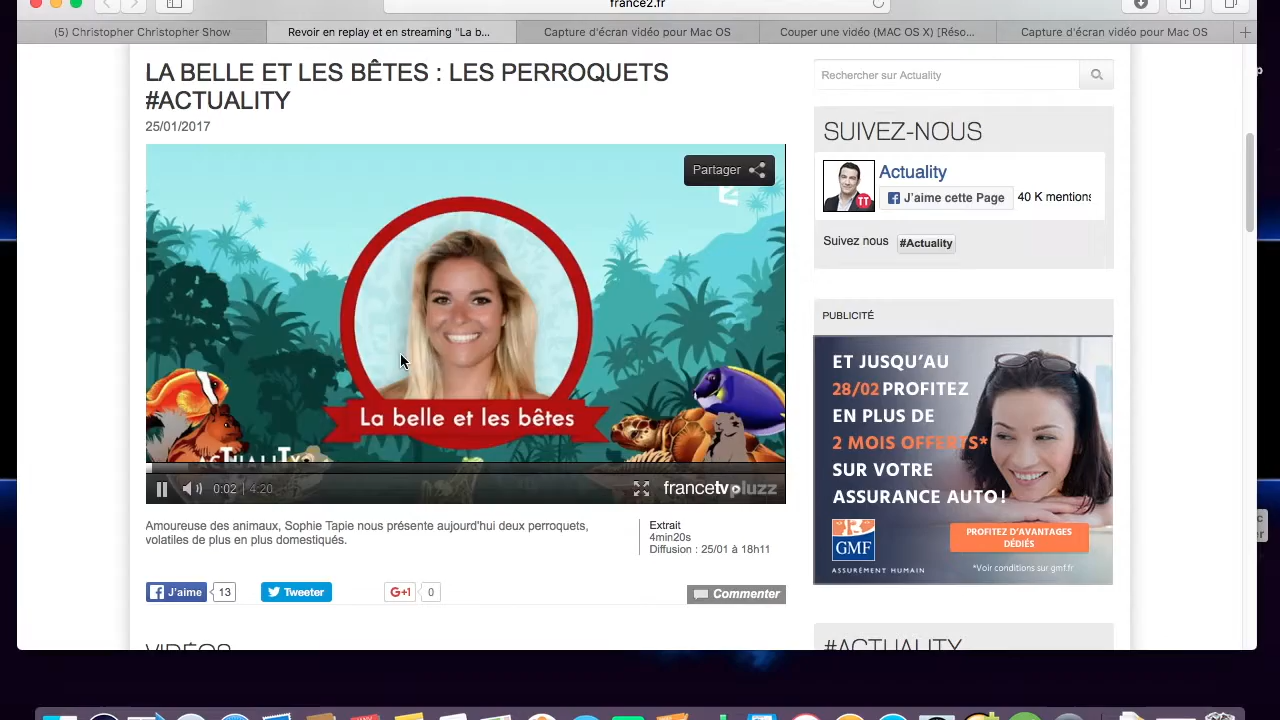 france2.fr
(5) Christopher Christopher Show
Revoir en replay et en streaming "La b...
Capture d'écran vidéo pour Mac OS
Couper une vidéo (MAC OS X) [Réso...
Capture d'écran vidéo pour Mac OS
LA BELLE ET LES BÊTES : LES PERROQUETS
#ACTUALITY
25/01/2017
Partager
2
La belle et les bêtes
ACTUALITY
0:02 | 4:20
francetvpluzz
Amoureuse des animaux, Sophie Tapie nous présente aujourd'hui deux perroquets,
volatiles de plus en plus domestiqués.
Extrait
4min20s
Diffusion : 25/01 à 18h11
J'aime 13
Tweeter
G+1 0
Commenter
VIDÉOS
Rechercher sur Actuality
SUIVEZ-NOUS
TT
Actuality
J'aime cette Page 40 K mentions
Suivez nous #Actuality
PUBLICITÉ
ET JUSQU'AU
28/02 PROFITEZ
EN PLUS DE
2 MOIS OFFERTS*
SUR VOTRE
ASSURANCE AUTO!
GMF
ASSURÉMENT HUMAIN
PROFITEZ D'AVANTAGES
DÉDIÉS
*Voir conditions sur gmf.fr
#ACTUALITY